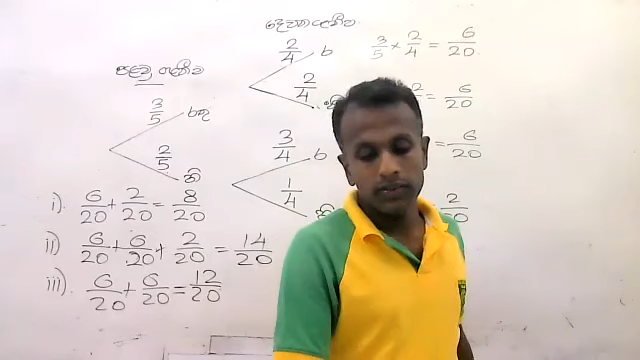 දෙවන ගැනීම
පළමු ගැනීම
2/4 ර 3/5 × 2/4 = 6/20
2/4 = 6/20
3/5 රතු
2/5 නි
3/4 ර = 6/20
1/4 නි 2/20
i) 6/20 + 2/20 = 8/20
ii) 6/20 + 6/20 + 2/20 = 14/20
iii) 6/20 + 6/20 = 12/20